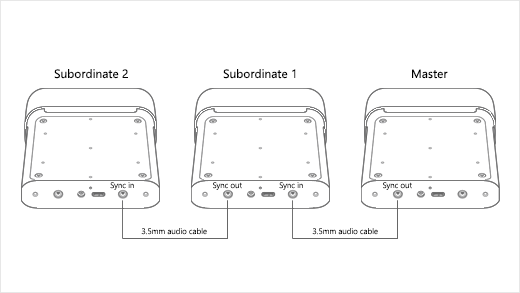 Subordinate 2
Subordinate 1
Master
Sync in
Sync out
Sync in
Sync out
3.5mm audio cable
3.5mm audio cable